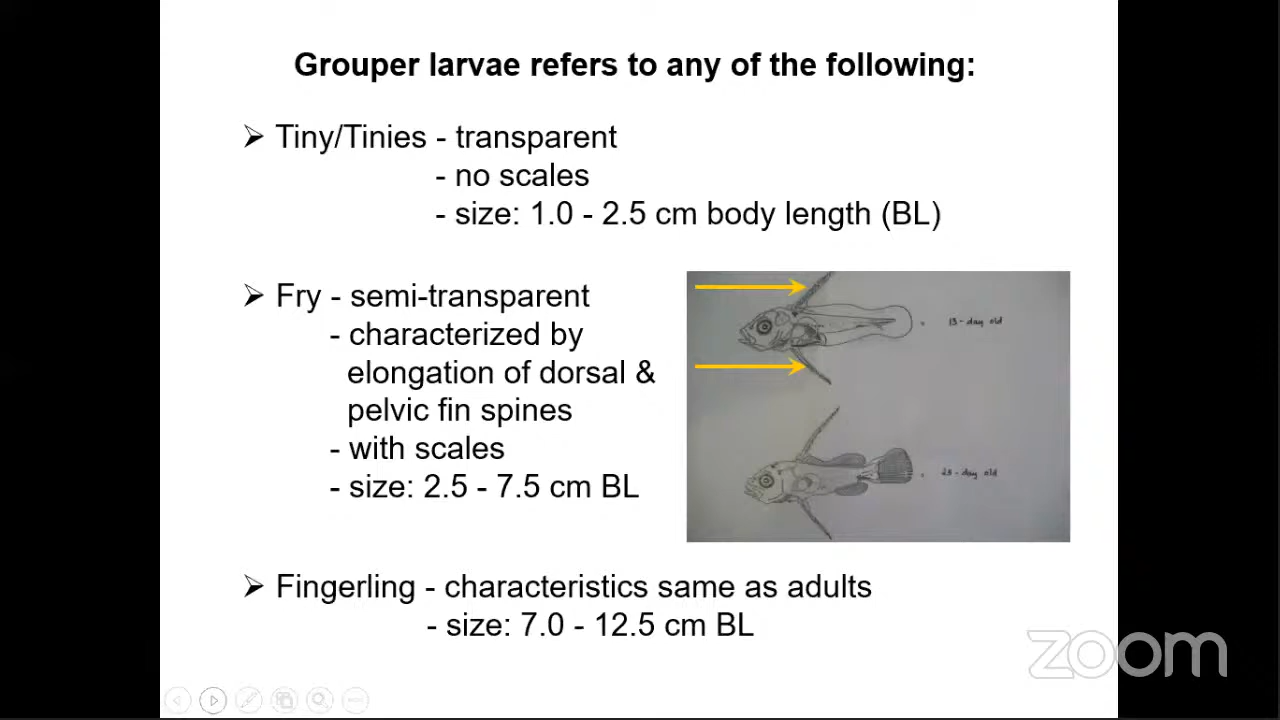 Grouper larvae refers to any of the following:
➢ Tiny/Tinies - transparent
- no scales
- size: 1.0 - 2.5 cm body length (BL)
➢ Fry - semi-transparent
- characterized by
elongation of dorsal &
pelvic fin spines
- with scales
- size: 2.5 - 7.5 cm BL
13-day old
23-day old
➢ Fingerling - characteristics same as adults
- size: 7.0 - 12.5 cm BL
zoom